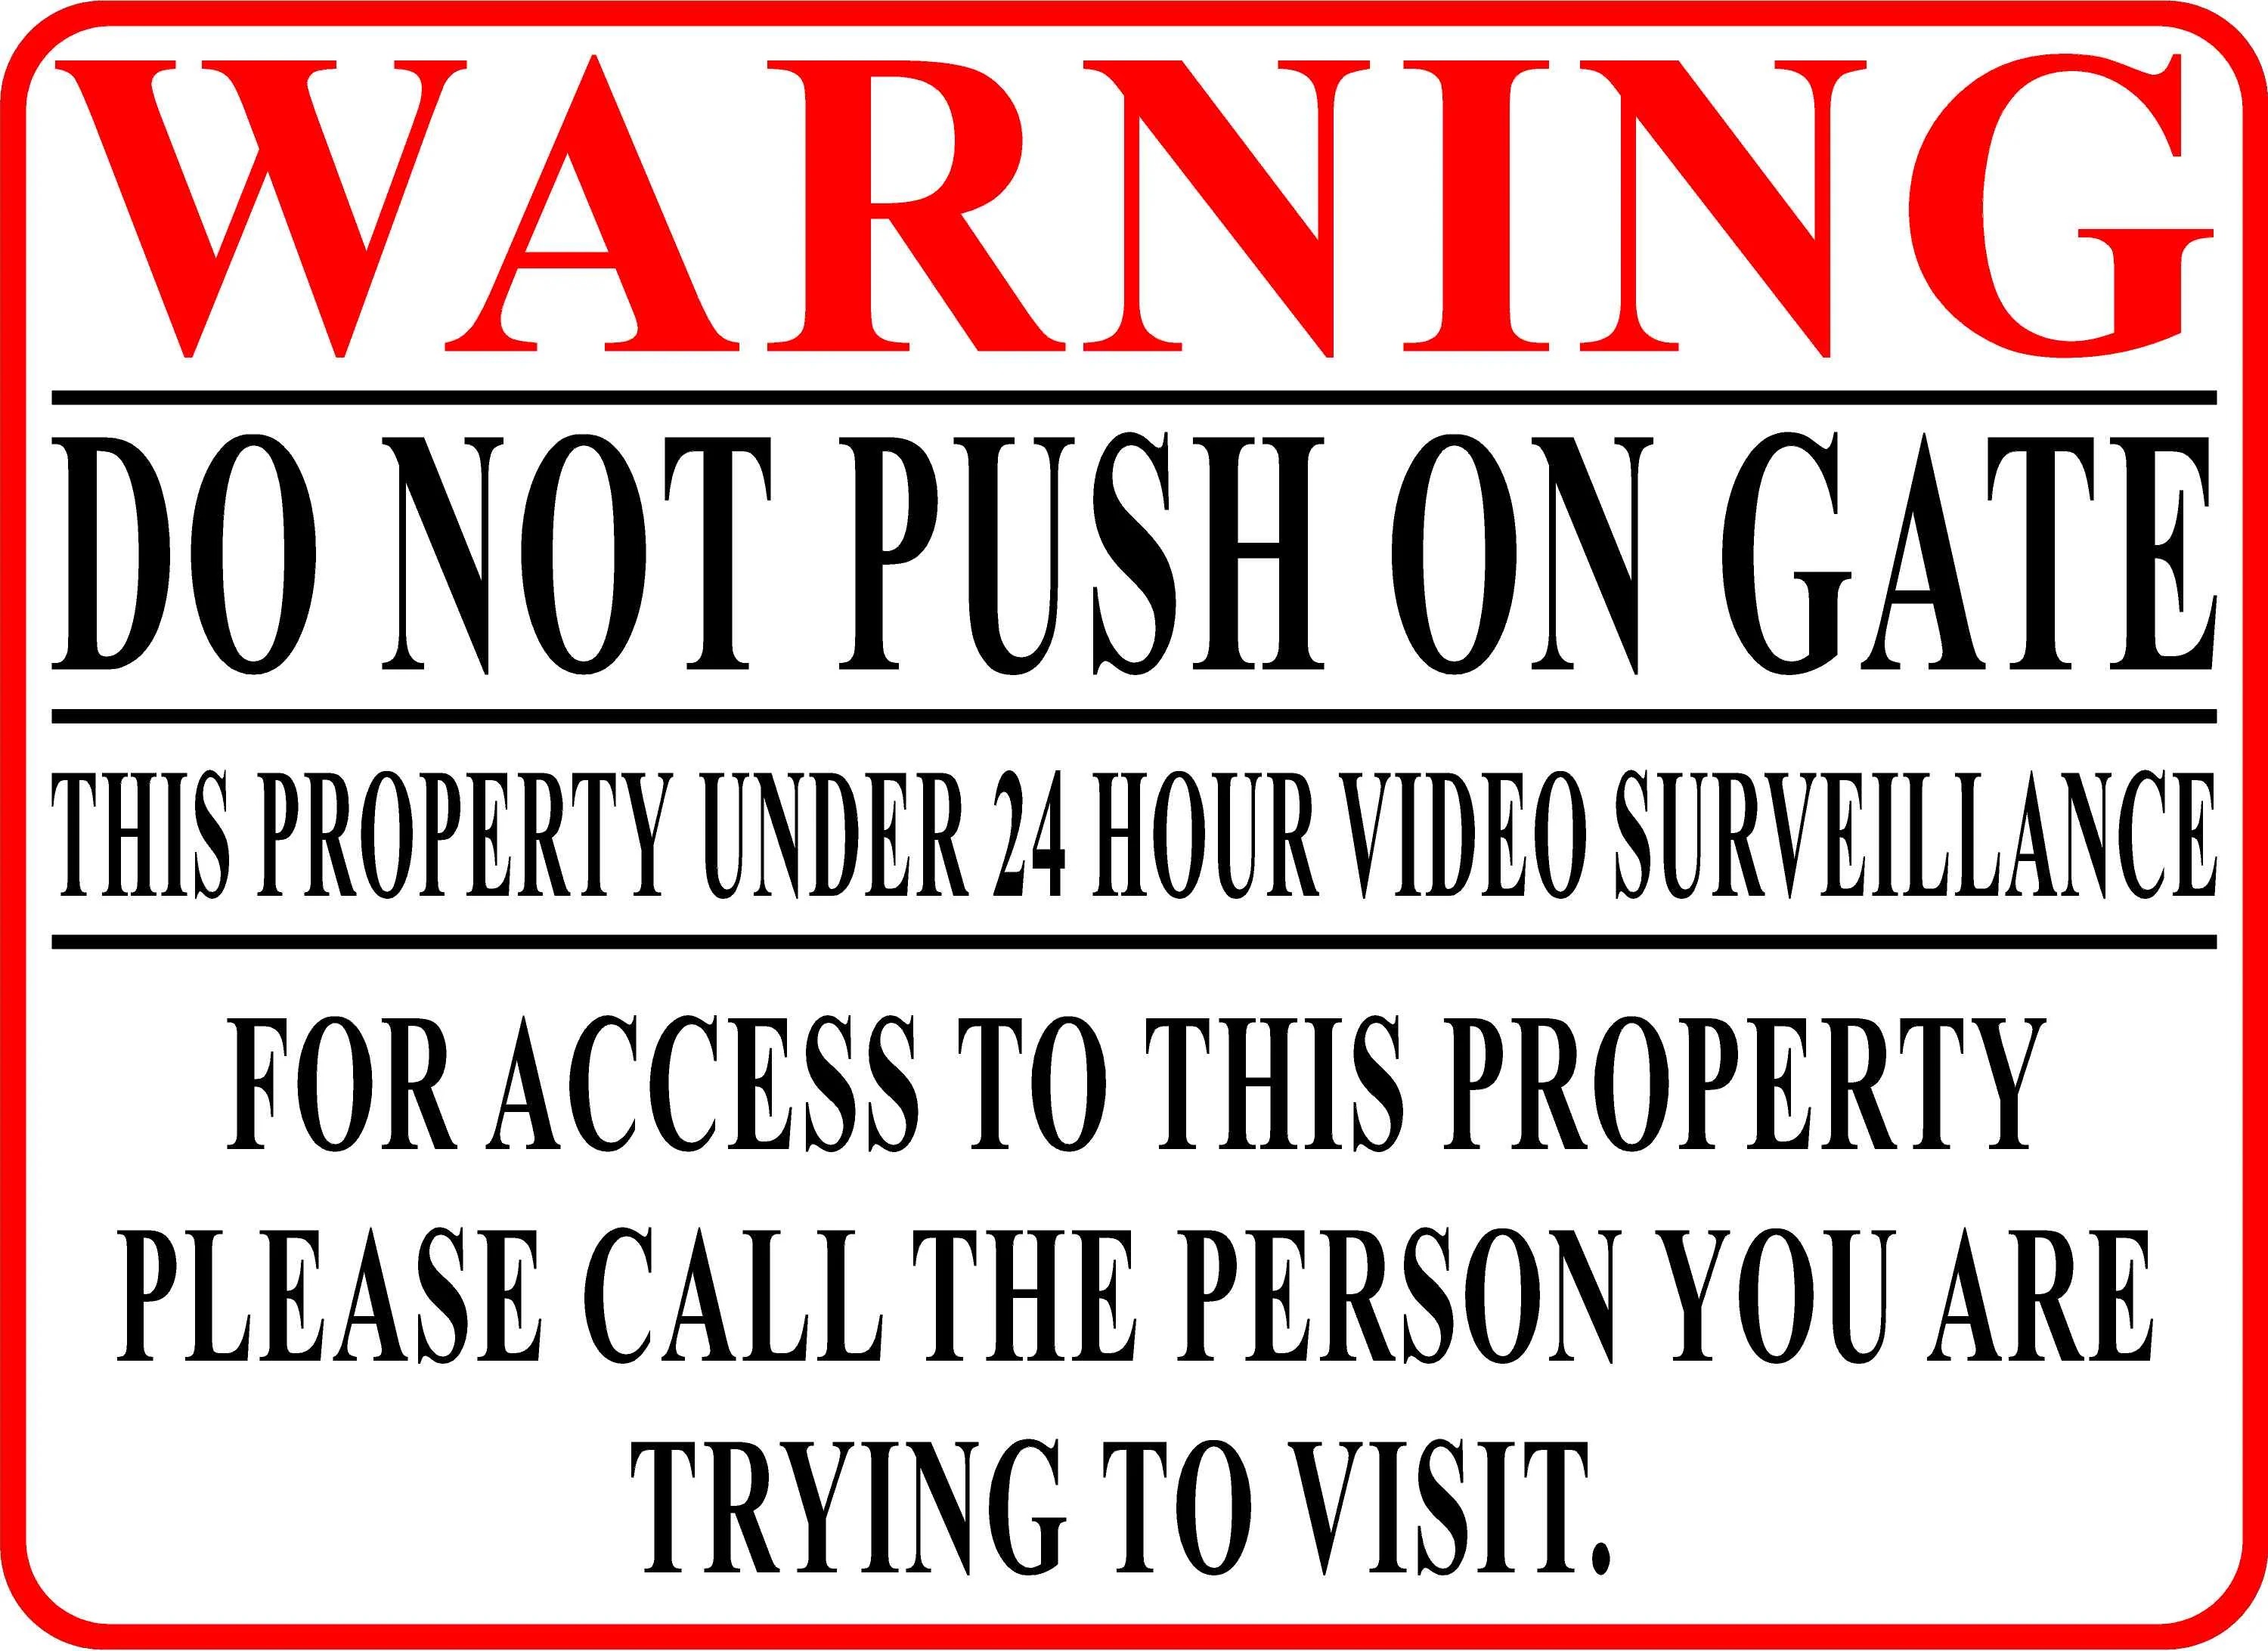 WARNING
DO NOT PUSH ON GATE
THIS PROPERTY UNDER 24 HOUR VIDEO SURVEILLANCE
FOR ACCESS TO THIS PROPERTY
PLEASE CALL THE PERSON YOU ARE
TRYING TO VISIT.